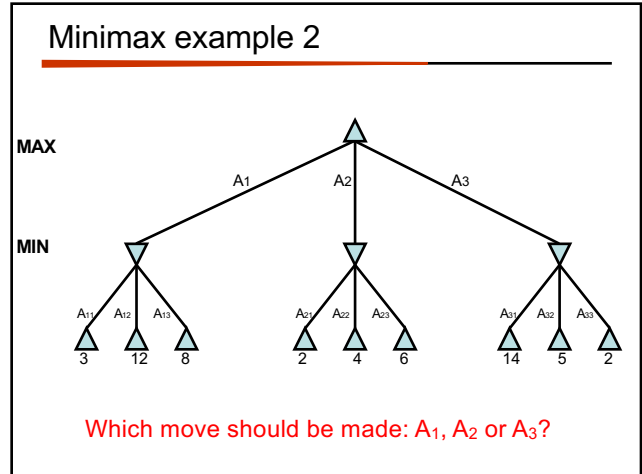 Minimax example 2
MAX
A1 A2 A3
MIN
A11 A12 A13 A21 A22 A23 A31 A32 A33
3 12 8 2 4 6 14 5 2
Which move should be made: A1, A2 or A3?